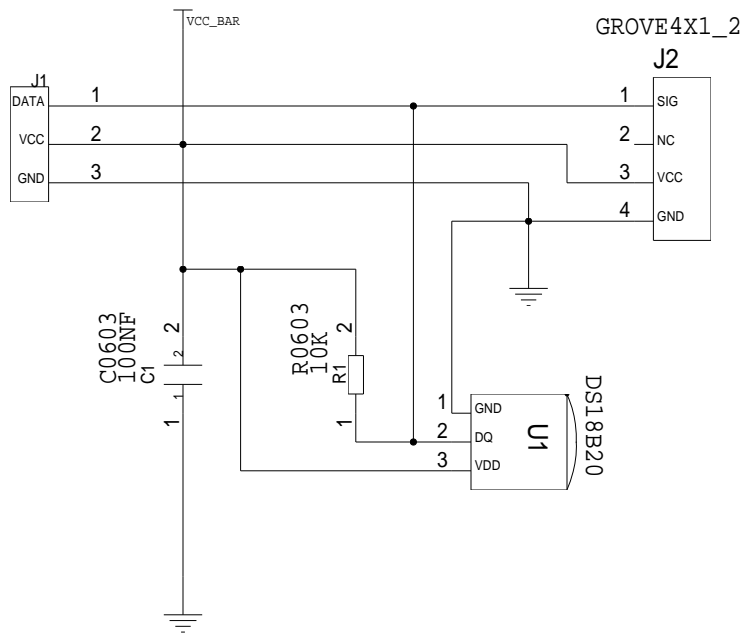 VCC_BAR
GROVE4X1_2
J2
J1
DATA
1
VCC
2
GND
3
1
SIG
2
NC
3
VCC
4
GND
C0603
100NF
C1
2
2
1
1
R0603
10K
R1
2
1
1
GND
2
DQ
3
VDD
U1
DS18B20